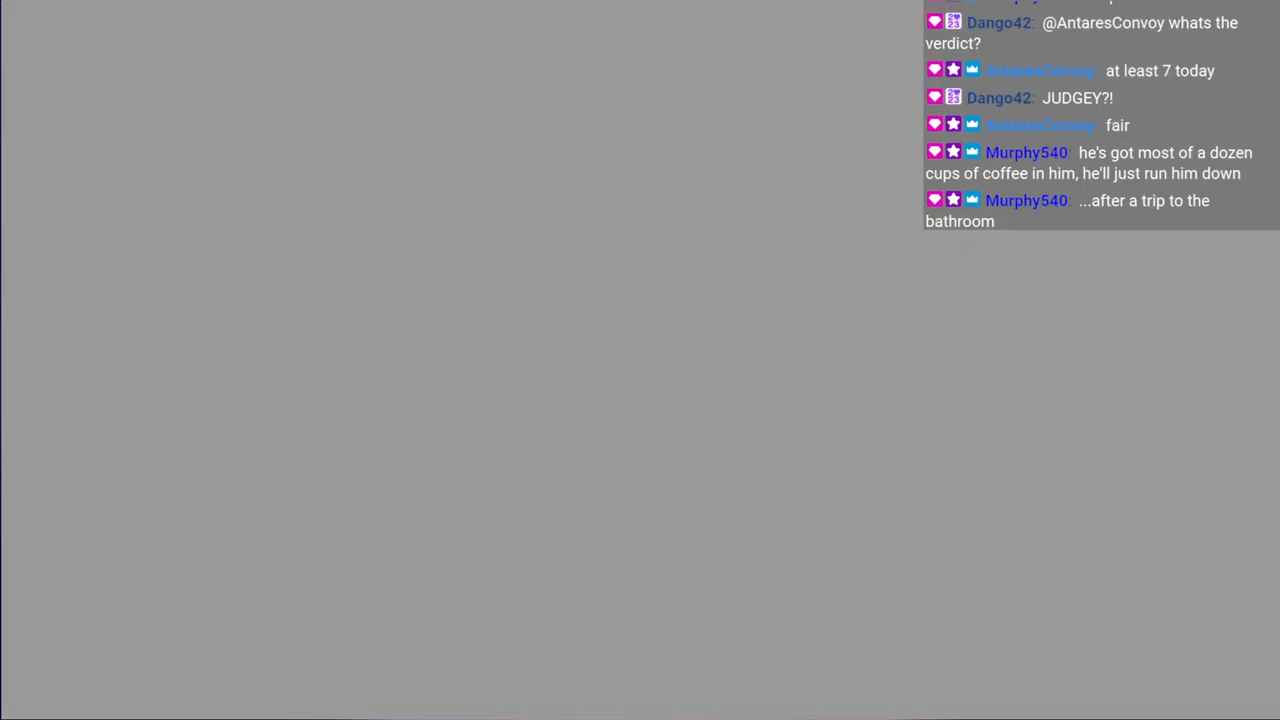 Dango42: @AntaresConvoy whats the
verdict?
AntaresConvoy at least 7 today
Dango42: JUDGEY?!
AntaresConvoy fair
Murphy540: he's got most of a dozen
cups of coffee in him, he'll just run him down
Murphy540: ...after a trip to the
bathroom